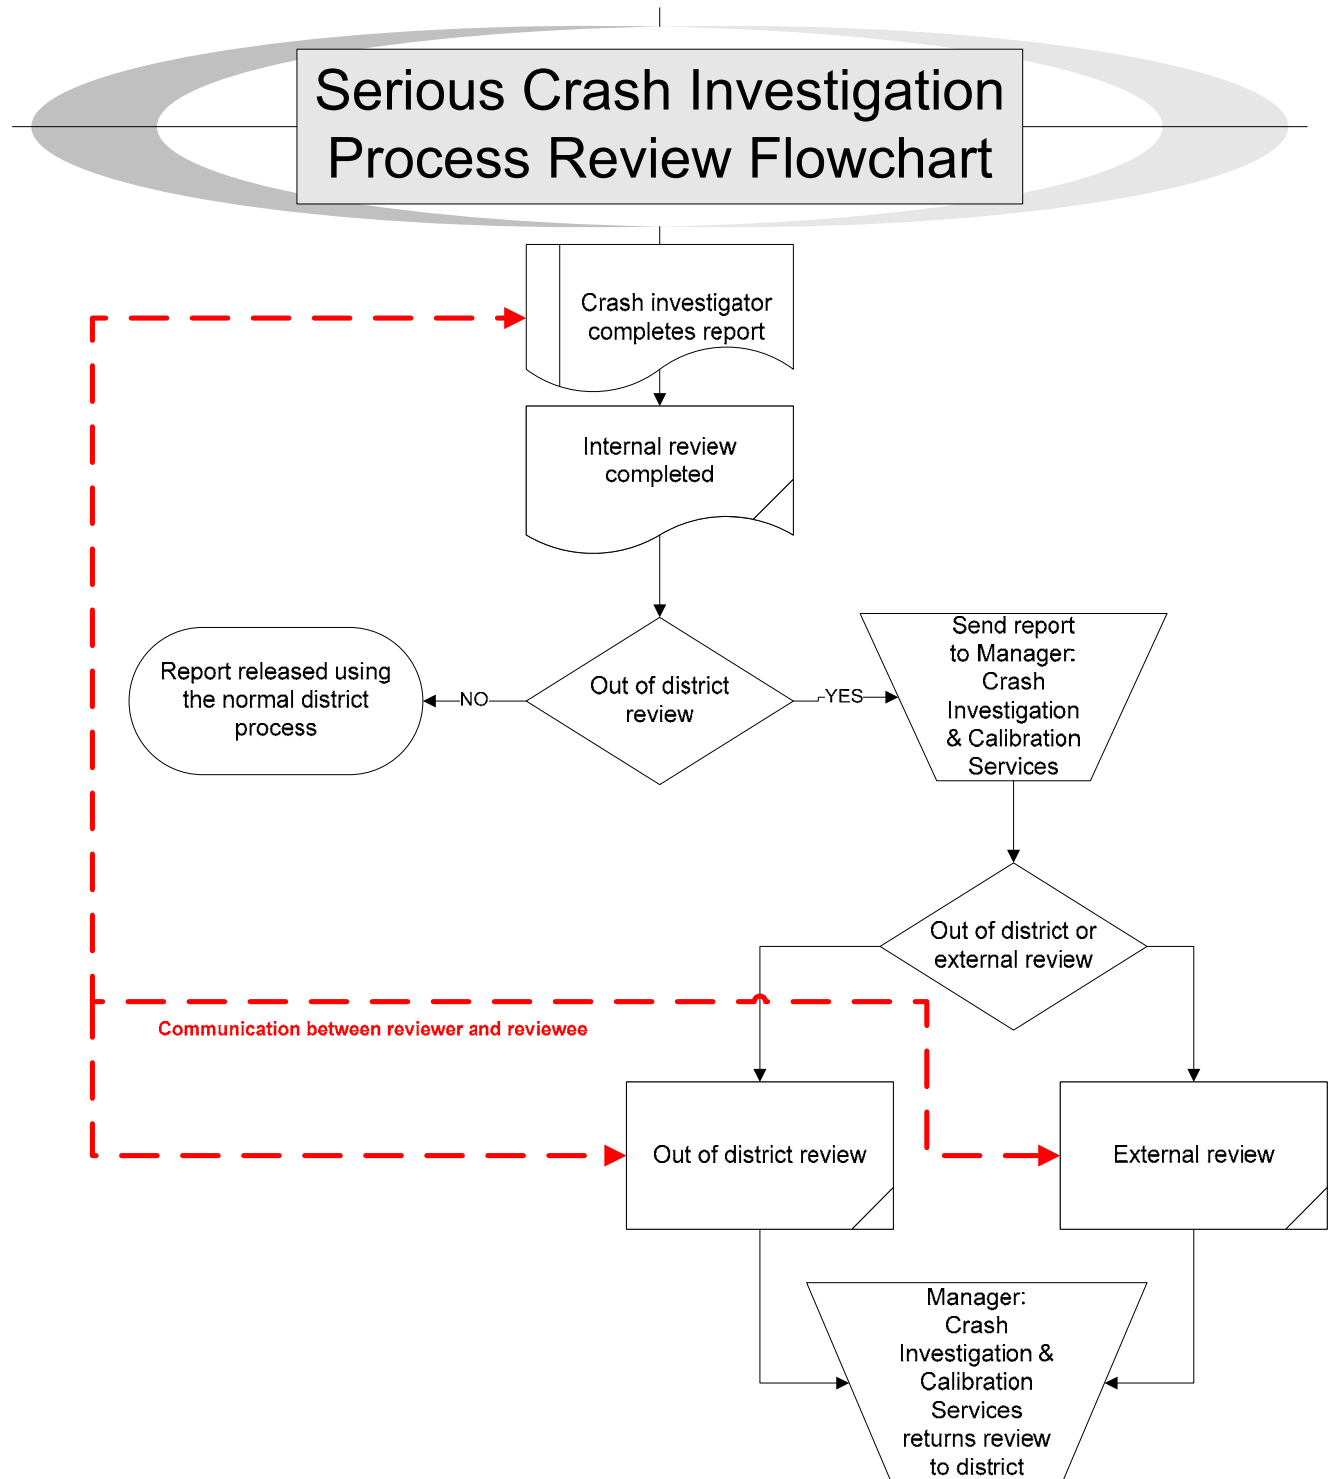 Serious Crash Investigation
Process Review Flowchart
Crash investigator
completes report
Internal review
completed
Out of district
review
NO
Report released using
the normal district
process
YES
Send report
to Manager:
Crash
Investigation
& Calibration
Services
Out of district or
external review
Communication between reviewer and reviewee
Out of district review
External review
Manager:
Crash
Investigation &
Calibration
Services
returns review
to district